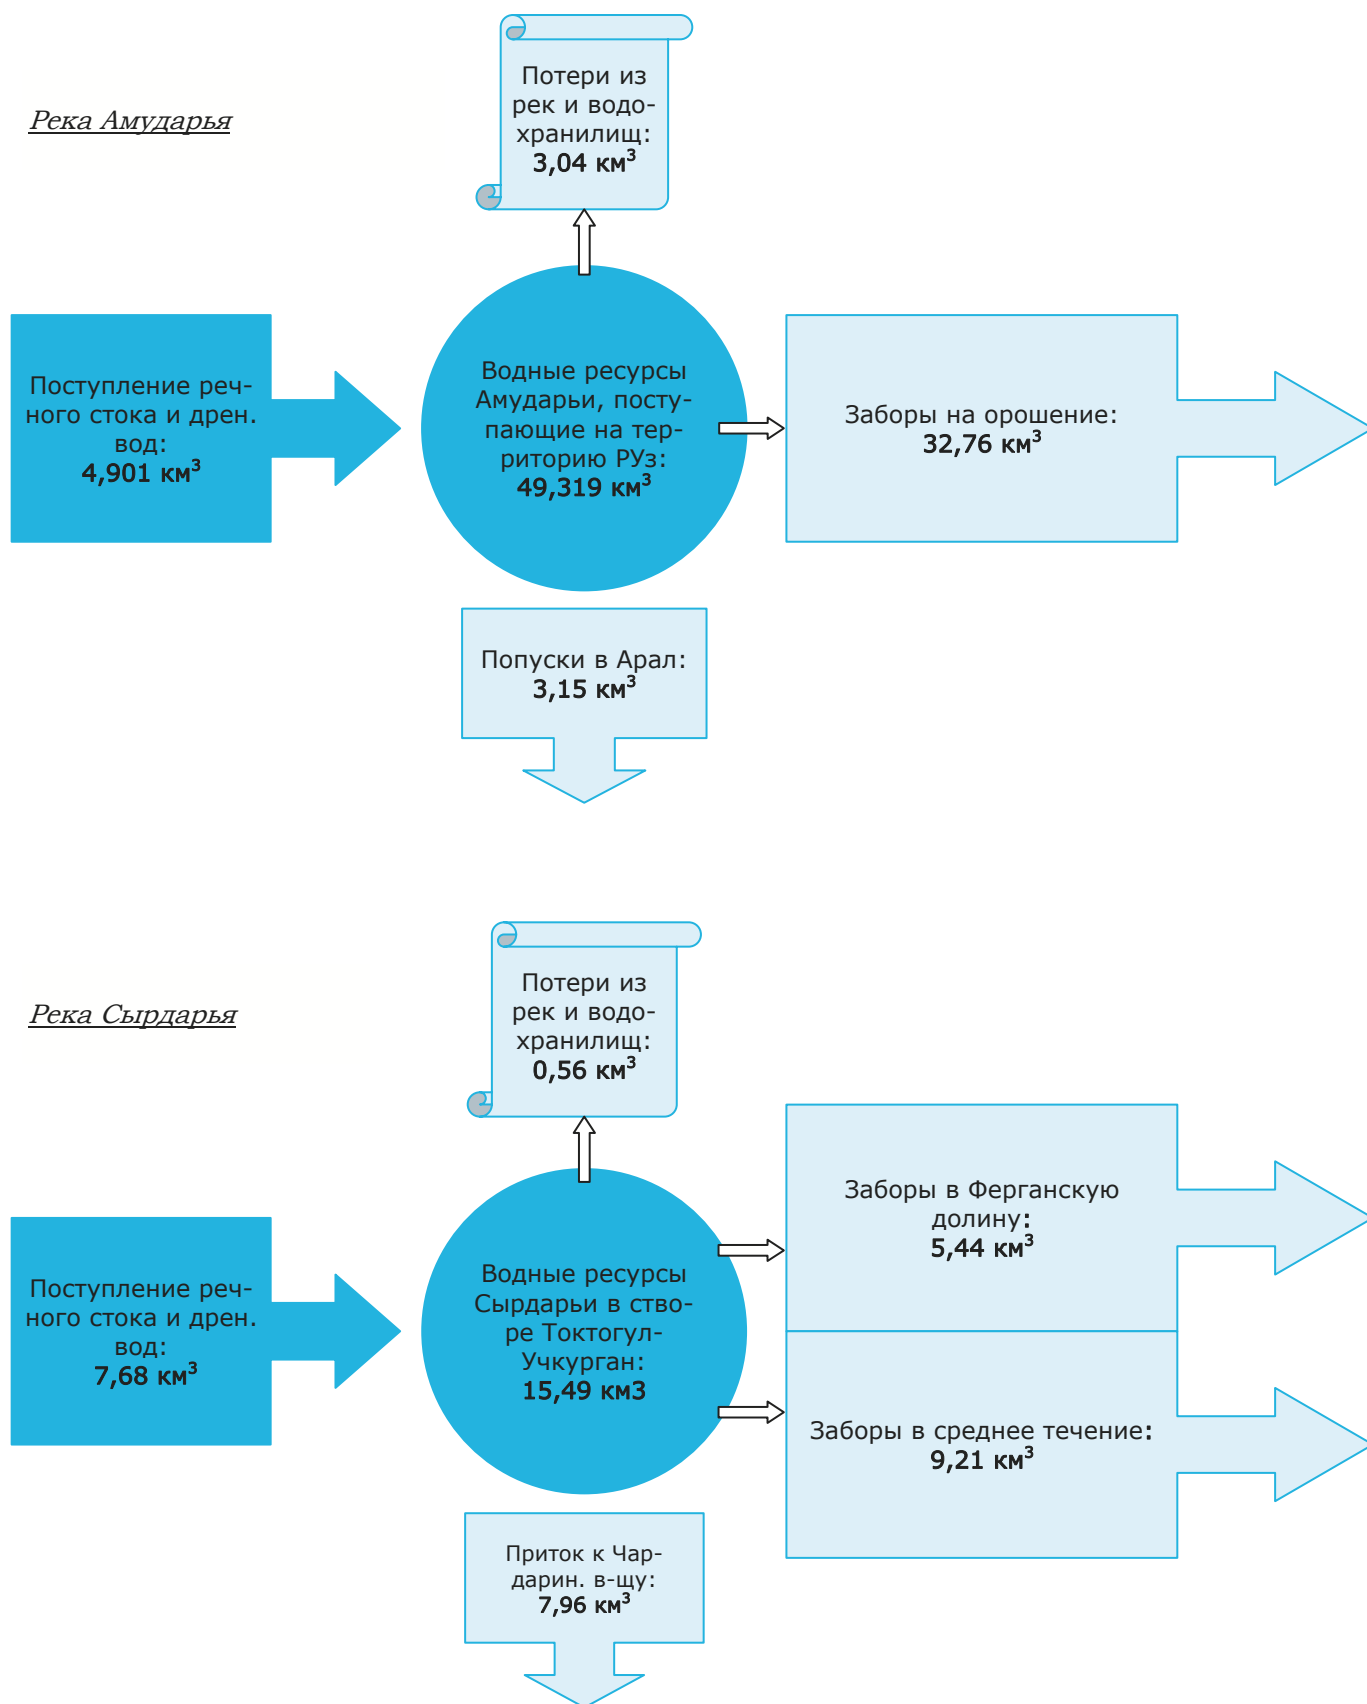 Река Амударья
Потери из
рек и водо-
хранилищ:
3,04 км³
Поступление реч-
ного стока и дрен.
вод:
4,901 км³
Водные ресурсы
Амударьи, посту-
пающие на тер-
риторию РУз:
49,319 км³
Заборы на орошение:
32,76 км³
Попуски в Арал:
3,15 км³
Река Сырдарья
Потери из
рек и водо-
хранилищ:
0,56 км³
Поступление реч-
ного стока и дрен.
вод:
7,68 км³
Водные ресурсы
Сырдарьи в ство-
ре Токтогул-
Учкурган:
15,49 км3
Заборы в Ферганскую
долину:
5,44 км³
Заборы в среднее течение:
9,21 км³
Приток к Чар-
дарин. в-щу:
7,96 км³